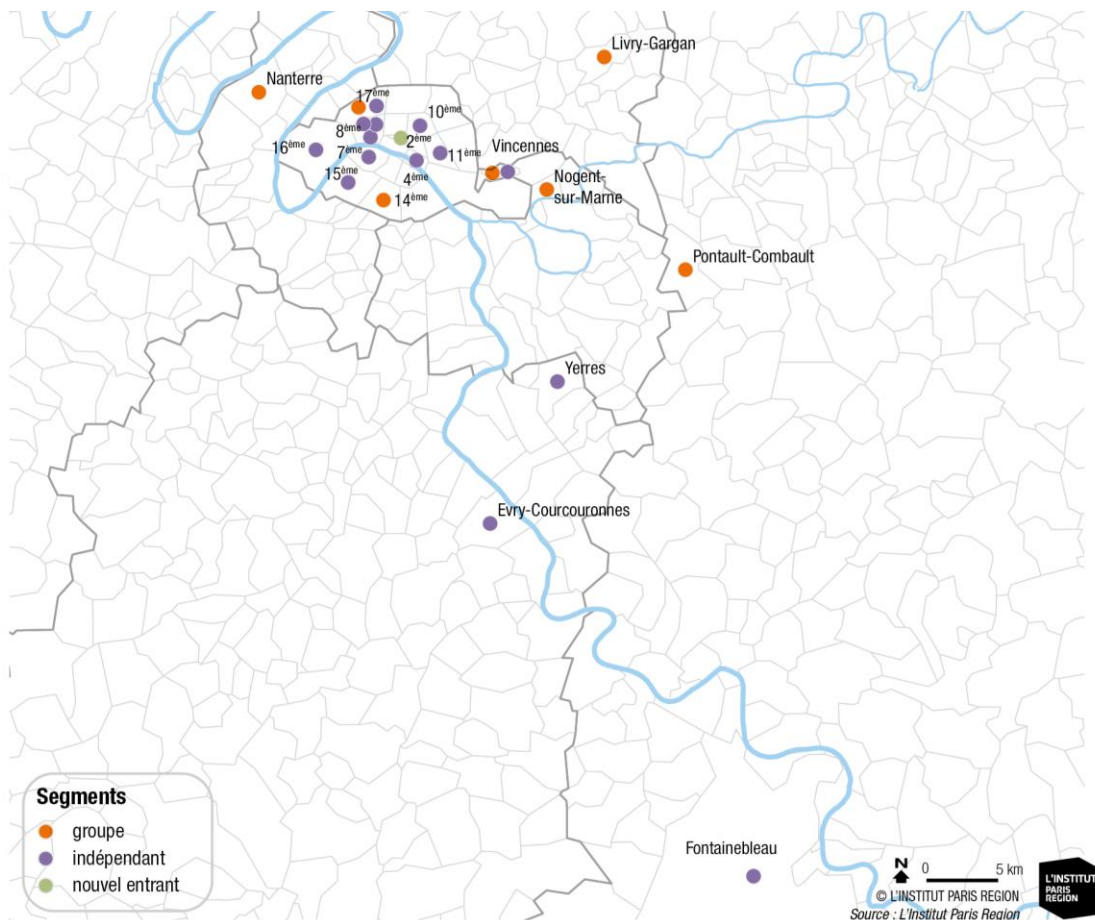 Livry-Gargan
Nanterre
17ème
10ème
8ème
2ème
16ème
7ème
11ème
Vincennes
15ème
4ème
Nogent-
sur-Marne
14ème
Pontault-Combault
Yerres
Evry-Courcouronnes
Segments
groupe
indépendant
nouvel entrant
Fontainebleau
N
0 5 km
© L'INSTITUT PARIS REGION
Source : L'Institut Paris Region
L'INSTITUT
PARIS
REGION